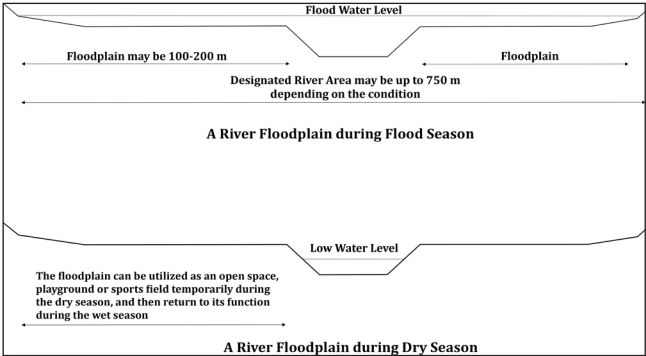 Flood Water Level
Floodplain may be 100-200 m
Floodplain
Designated River Area may be up to 750 m
depending on the condition
A River Floodplain during Flood Season
Low Water Level
The floodplain can be utilized as an open space,
playground or sports field temporarily during
the dry season, and then return to its function
during the wet season
A River Floodplain during Dry Season